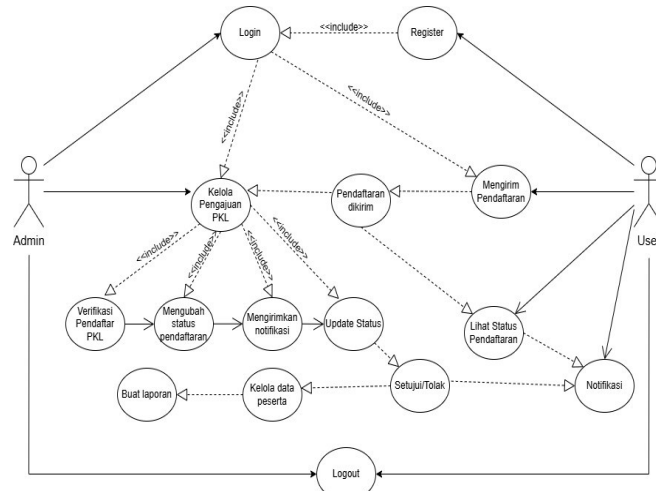 <<include>>
Login
Register
<<include>>
<<include>>
Kelola
Pengajuan
PKL
Pendaftaran
dikirim
Mengirim
Pendaftaran
Admin
User
<<include>>
<<include>>
<<include>>
<<include>>
Verifikasi
Pendaftar
PKL
Mengubah
status
pendaftaran
Mengirimkan
notifikasi
Update Status
Lihat Status
Pendaftaran
Buat laporan
Kelola data
peserta
Setujui/Tolak
Notifikasi
Logout